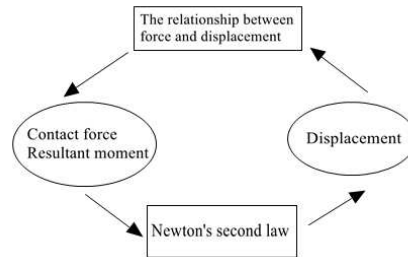 The relationship between
force and displacement
Contact force
Resultant moment
Displacement
Newton's second law